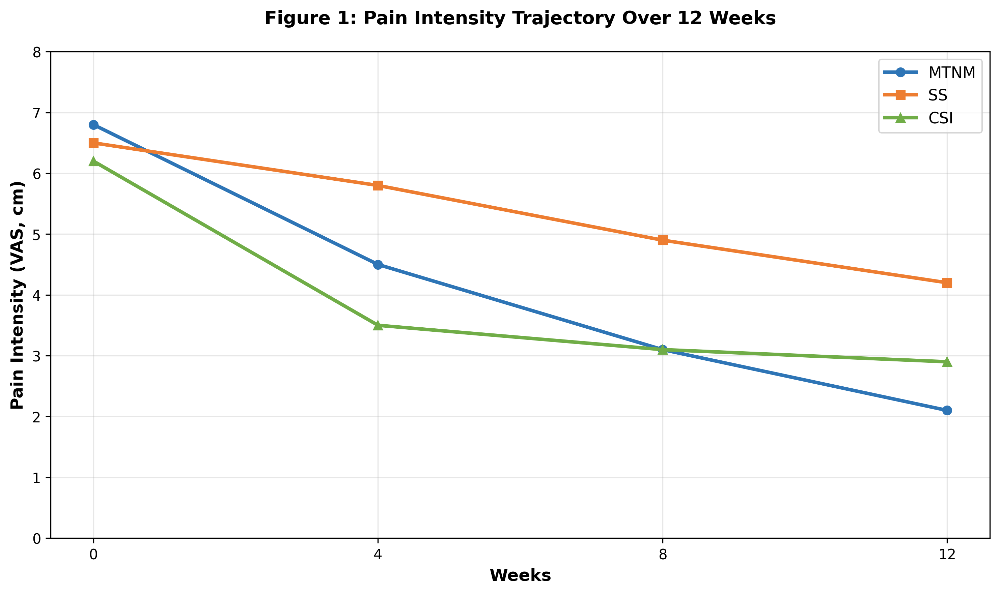 Figure 1: Pain Intensity Trajectory Over 12 Weeks
8
7
6
5
4
3
2
1
0
Pain Intensity (VAS, cm)
MTNM
SS
CSI
0 4 8 12
Weeks